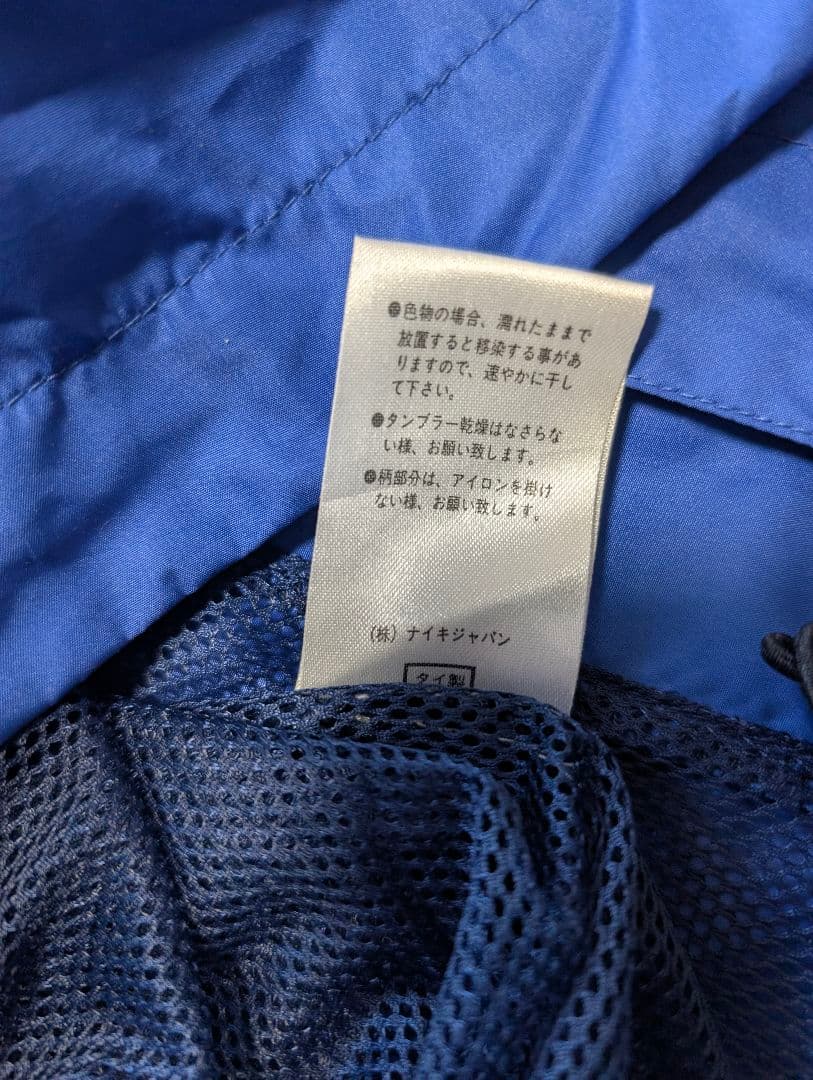 ●色物の場合、濡れたままで
放置すると移染する事があ
りますので、速やかに干し
て下さい。
●タンブラー乾燥はなさらな
い様、お願い致します。
●柄部分は、アイロンを掛け
ない様、お願い致します。
(株) ナイキジャパン
タイ製